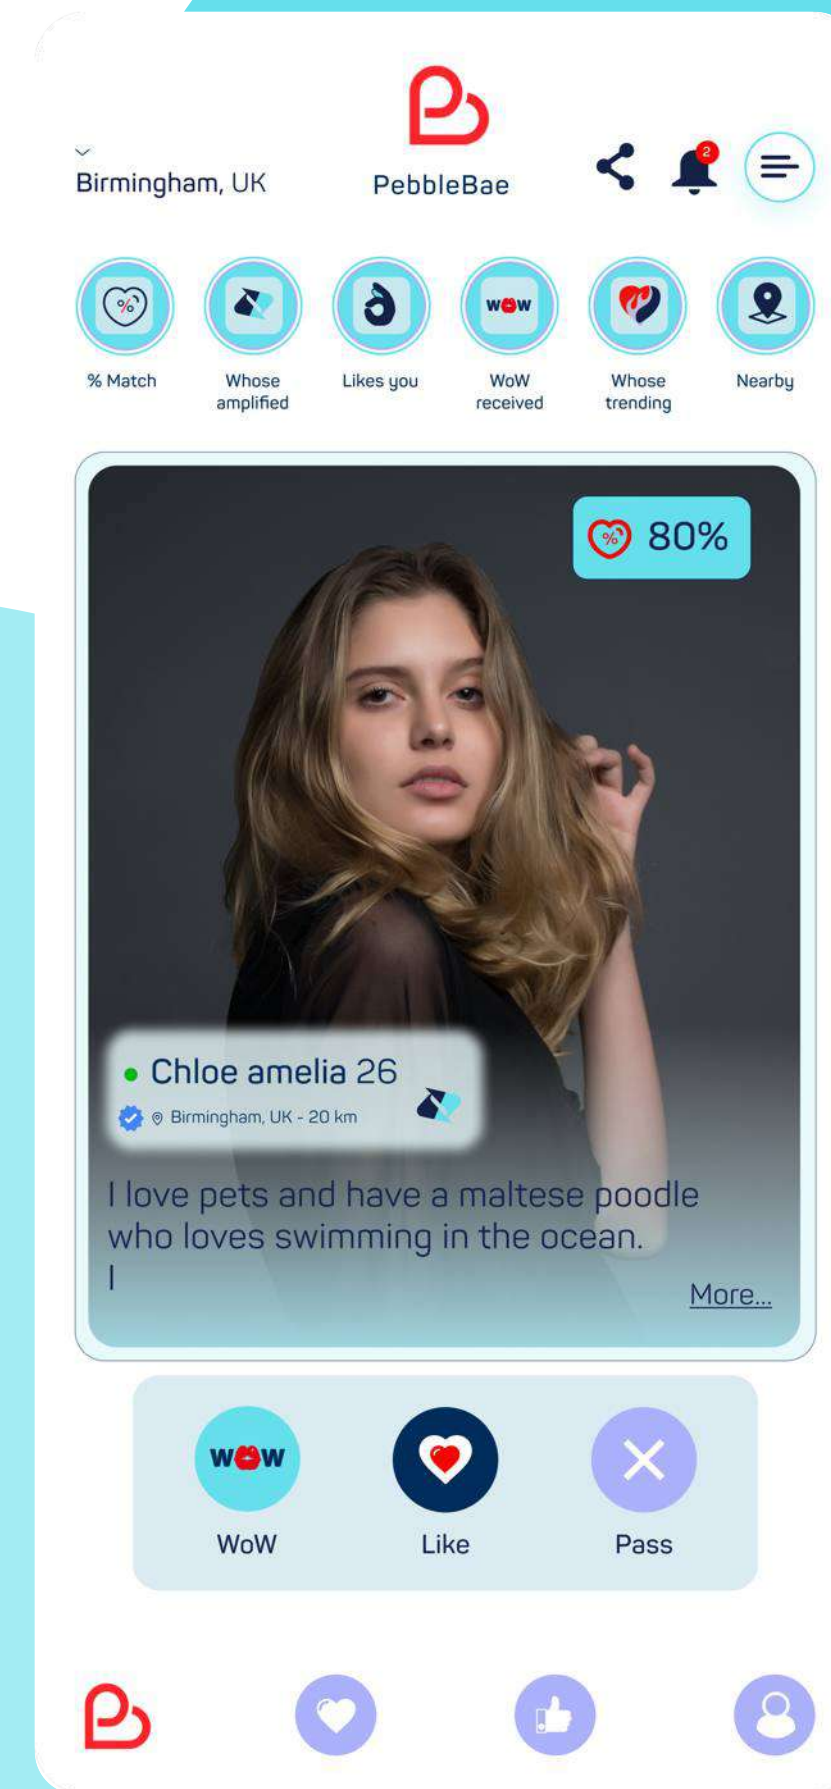 Birmingham, UK
PebbleBae
2
%
WOW
% Match
Whose
amplified
Likes you
WoW
received
Whose
trending
Nearby
% 80%
Chloe amelia 26
Birmingham, UK - 20 km
I love pets and have a maltese poodle
who loves swimming in the ocean.
I
More...
WOW
WoW
Like
Pass